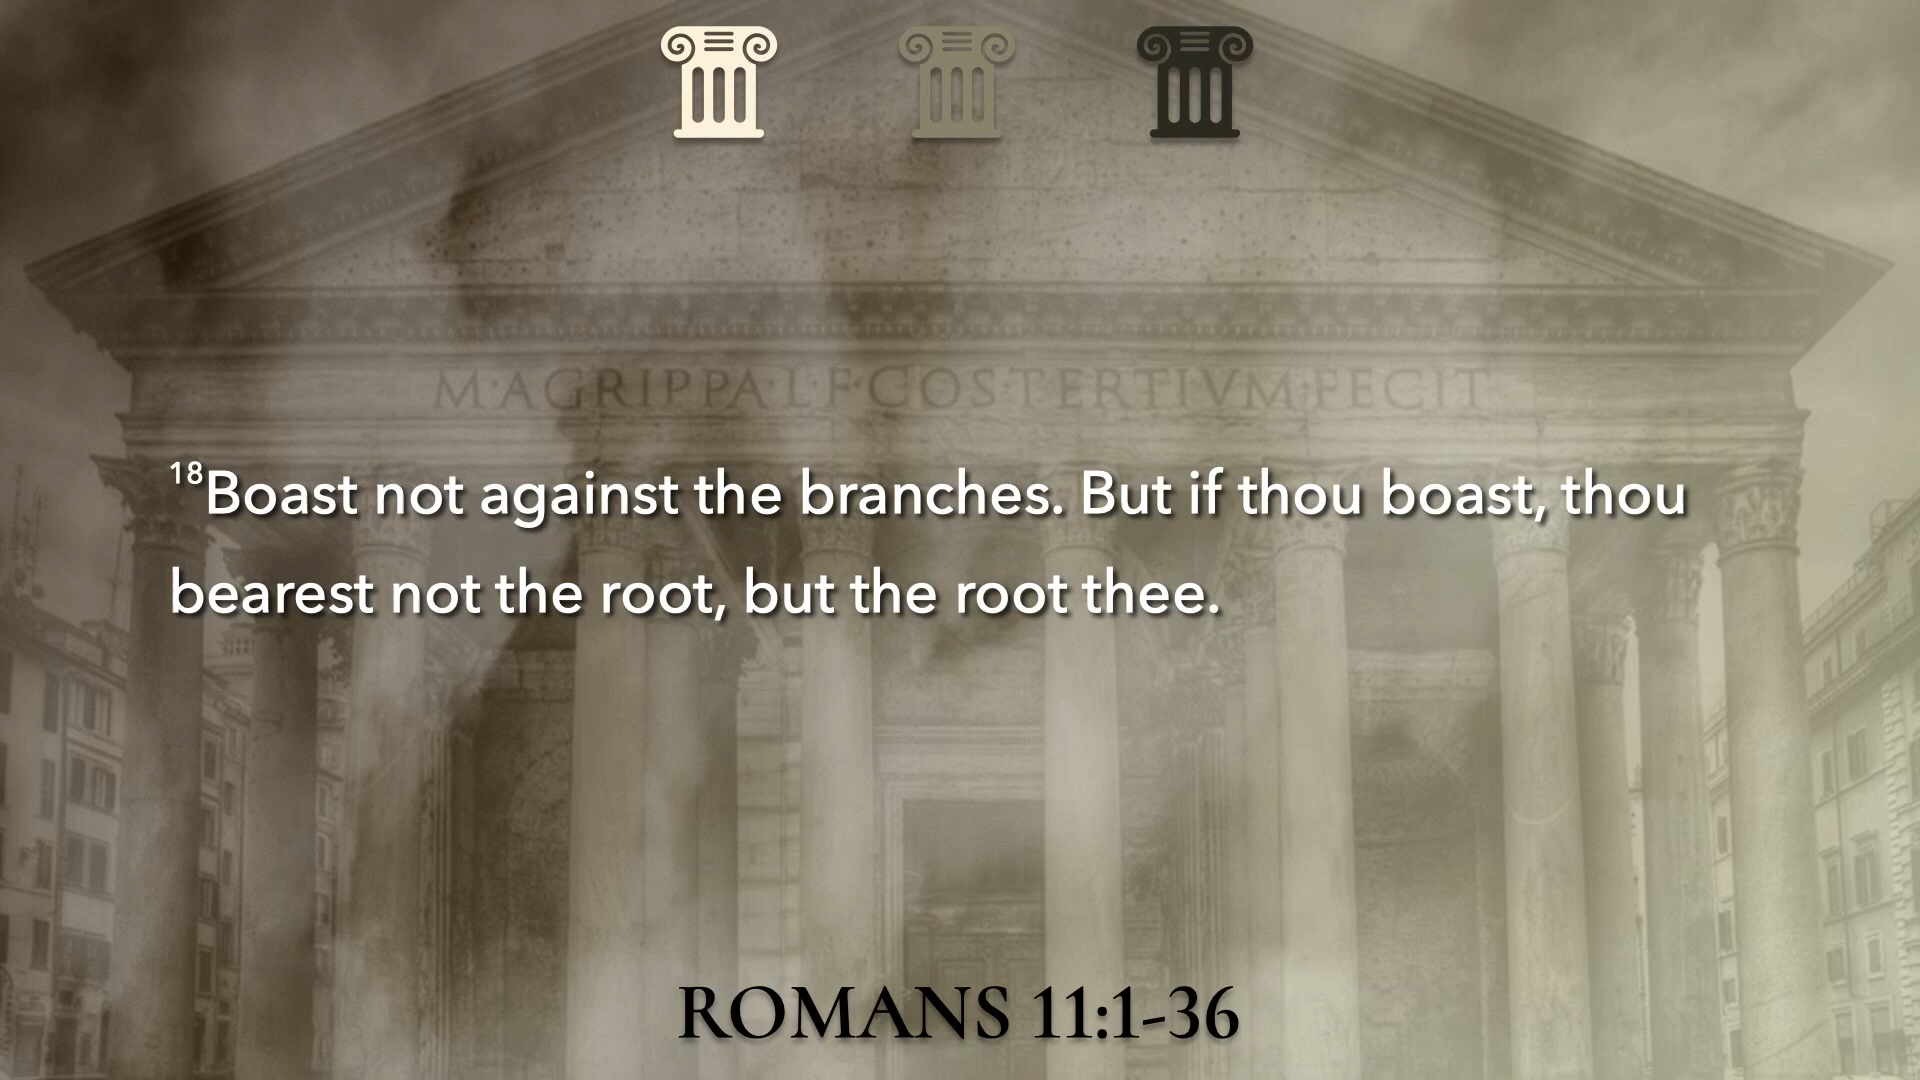 M·AGRIPPA·L·F·COS·TERTIVM·FECIT
18Boast not against the branches. But if thou boast, thou
bearest not the root, but the root thee.
ROMANS 11:1-36